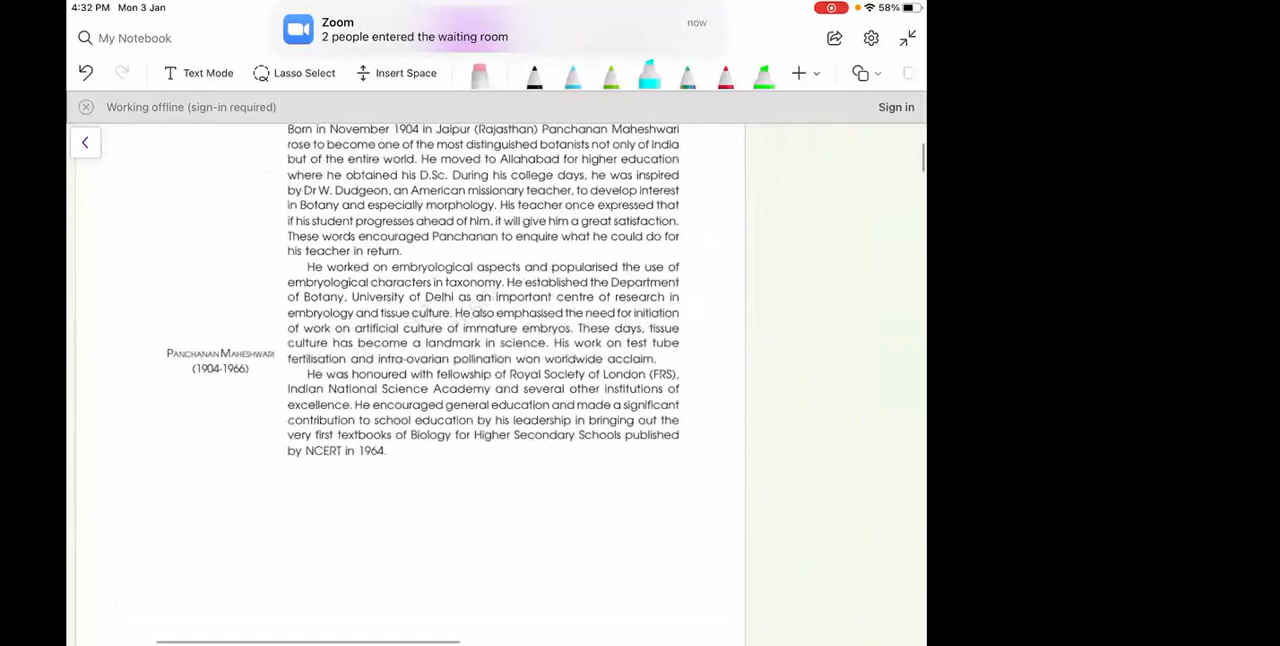 4:32 PM Mon 3 Jan
58%
Zoom
now
2 people entered the waiting room
My Notebook
Text Mode
Lasso Select
Insert Space
Working offline (sign-in required)
Sign in
Born in November 1904 in Jaipur (Rajasthan) Panchanan Maheshwari
rose to become one of the most distinguished botanists not only of India
but of the entire world. He moved to Allahabad for higher education
where he obtained his D.Sc. During his college days, he was inspired
by Dr W. Dudgeon, an American missionary teacher, to develop interest
in Botany and especially morphology. His teacher once expressed that
if his student progresses ahead of him, it will give him a great satisfaction.
These words encouraged Panchanan to enquire what he could do for
his teacher in return.
He worked on embryological aspects and popularised the use of
embryological characters in taxonomy. He established the Department
of Botany, University of Delhi as an important centre of research in
embryology and tissue culture. He also emphasised the need for initiation
of work on artificial culture of immature embryos. These days, tissue
culture has become a landmark in science. His work on test tube
fertilisation and intra-ovarian pollination won worldwide acclaim.
He was honoured with fellowship of Royal Society of London (FRS),
Indian National Science Academy and several other institutions of
excellence. He encouraged general education and made a significant
contribution to school education by his leadership in bringing out the
very first textbooks of Biology for Higher Secondary Schools published
by NCERT in 1964.
PANCHANAN MAHESHWARI
(1904-1966)